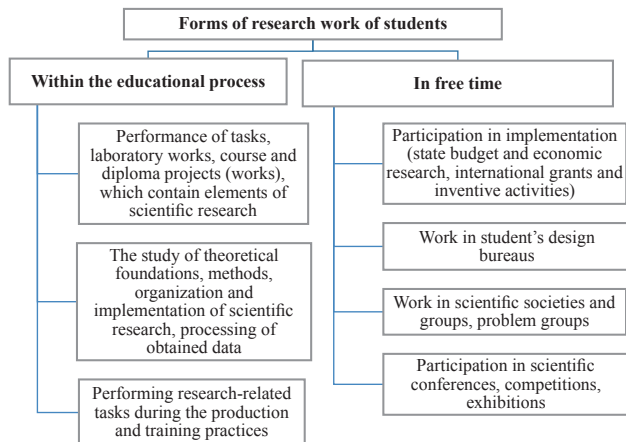 Forms of research work of students
Within the educational process
In free time
Performance of tasks,
laboratory works, course and
diploma projects (works),
which contain elements of
scientific research
The study of theoretical
foundations, methods,
organization and
implementation of scientific
research, processing of
obtained data
Performing research-related
tasks during the production
and training practices
Participation in implementation
(state budget and economic
research, international grants and
inventive activities)
Work in student’s design
bureaus
Work in scientific societies and
groups, problem groups
Participation in scientific
conferences, competitions,
exhibitions